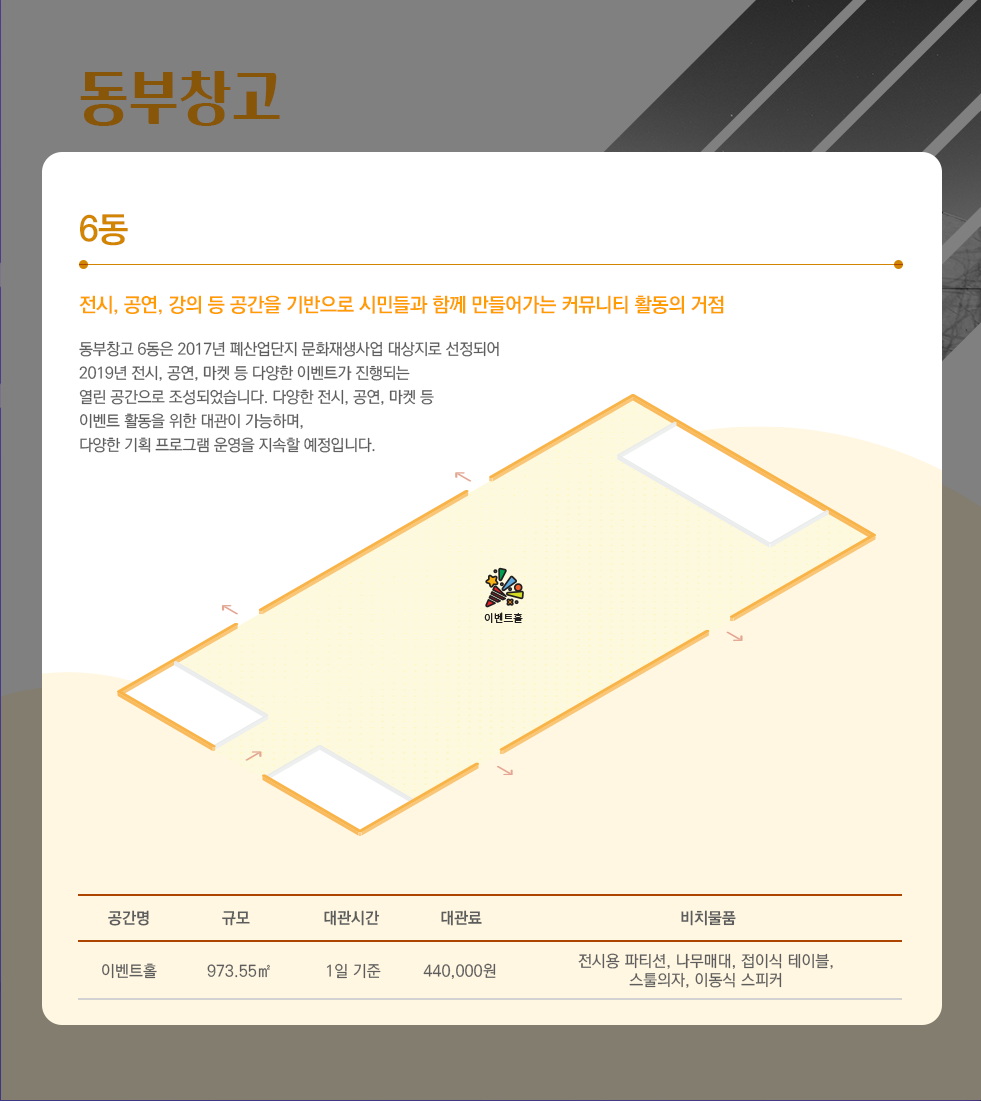 동부창고
6동
전시, 공연, 강의 등 공간을 기반으로 시민들과 함께 만들어가는 커뮤니티 활동의 거점
동부창고 6동은 2017년 폐산업단지 문화재생사업 대상지로 선정되어
2019년 전시, 공연, 마켓 등 다양한 이벤트가 진행되는
열린 공간으로 조성되었습니다. 다양한 전시, 공연, 마켓 등
이벤트 활동을 위한 대관이 가능하며,
다양한 기획 프로그램 운영을 지속할 예정입니다.
이벤트홀
공간명 규모 대관시간 대관료 비치물품
이벤트홀 973.55㎡ 1일 기준 440,000원 전시용 파티션, 나무매대, 접이식 테이블,
스툴의자, 이동식 스피커